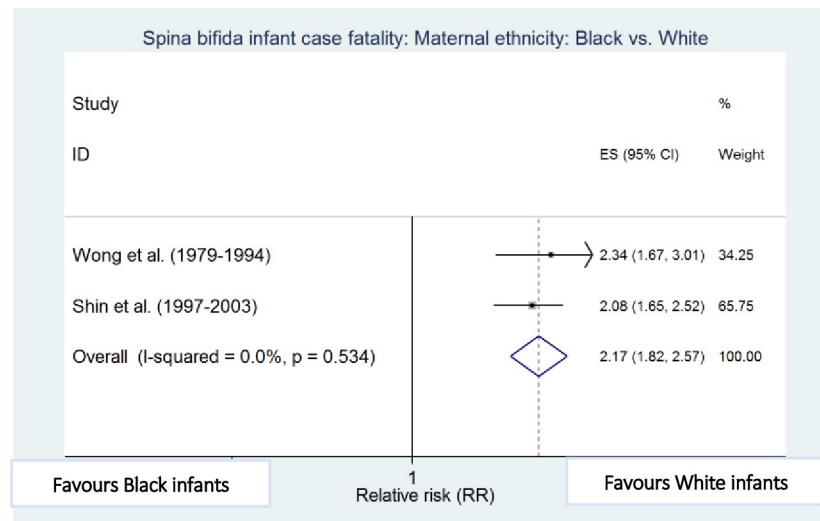 Spina bifida infant case fatality: Maternal ethnicity: Black vs. White
Study %
ID ES (95% CI) Weight
Wong et al. (1979-1994) 2.34 (1.67, 3.01) 34.25
Shin et al. (1997-2003) 2.08 (1.65, 2.52) 65.75
Overall (I-squared = 0.0%, p = 0.534) 2.17 (1.82, 2.57) 100.00
1
Favours Black infants Relative risk (RR) Favours White infants